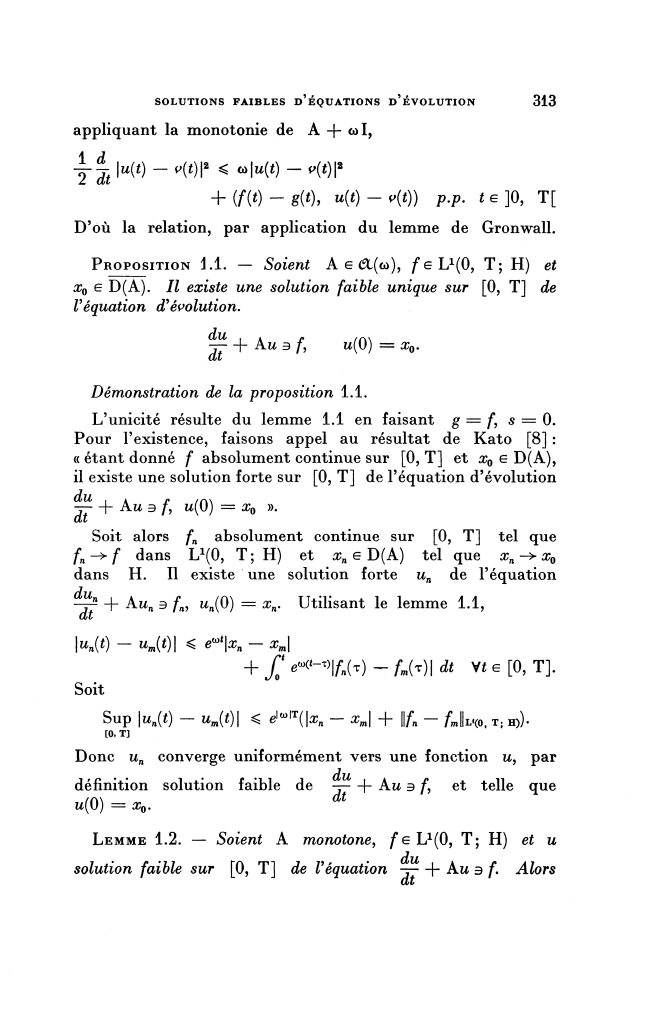 SOLUTIONS FAIBLES D'ÉQUATIONS D'ÉVOLUTION 313
appliquant la monotonie de A + ωI,
1/2 d/dt |u(t) − v(t)|² ⩽ ω|u(t) − v(t)|²
+ (f(t) − g(t), u(t) − v(t)) p.p. t ∈ ]0, T[
D'où la relation, par application du lemme de Gronwall.
PROPOSITION 1.1. — Soient A ∈ 𝒜(ω), f ∈ L¹(0, T; H) et
x₀ ∈ D̅(̅A̅)̅. Il existe une solution faible unique sur [0, T] de
l'équation d'évolution.
du/dt + Au ∋ f, u(0) = x₀.
Démonstration de la proposition 1.1.
L'unicité résulte du lemme 1.1 en faisant g = f, s = 0.
Pour l'existence, faisons appel au résultat de Kato [8] :
« étant donné f absolument continue sur [0, T] et x₀ ∈ D(A),
il existe une solution forte sur [0, T] de l'équation d'évolution
du/dt + Au ∋ f, u(0) = x₀ ».
Soit alors fₙ absolument continue sur [0, T] tel que
fₙ → f dans L¹(0, T; H) et xₙ ∈ D(A) tel que xₙ → x₀
dans H. Il existe une solution forte uₙ de l'équation
duₙ/dt + Auₙ ∋ fₙ, uₙ(0) = xₙ. Utilisant le lemme 1.1,
|uₙ(t) − uₘ(t)| ⩽ e^{ωt}|xₙ − xₘ|
+ ∫₀ᵗ e^{ω(t−τ)}|fₙ(τ) − fₘ(τ)| dt ∀t ∈ [0, T].
Soit
Sup_{[0, T]} |uₙ(t) − uₘ(t)| ⩽ e^{|ω|T}(|xₙ − xₘ| + ‖fₙ − fₘ‖_{L¹(0, T; H)}).
Donc uₙ converge uniformément vers une fonction u, par
définition solution faible de du/dt + Au ∋ f, et telle que
u(0) = x₀.
LEMME 1.2. — Soient A monotone, f ∈ L¹(0, T; H) et u
solution faible sur [0, T] de l'équation du/dt + Au ∋ f. Alors